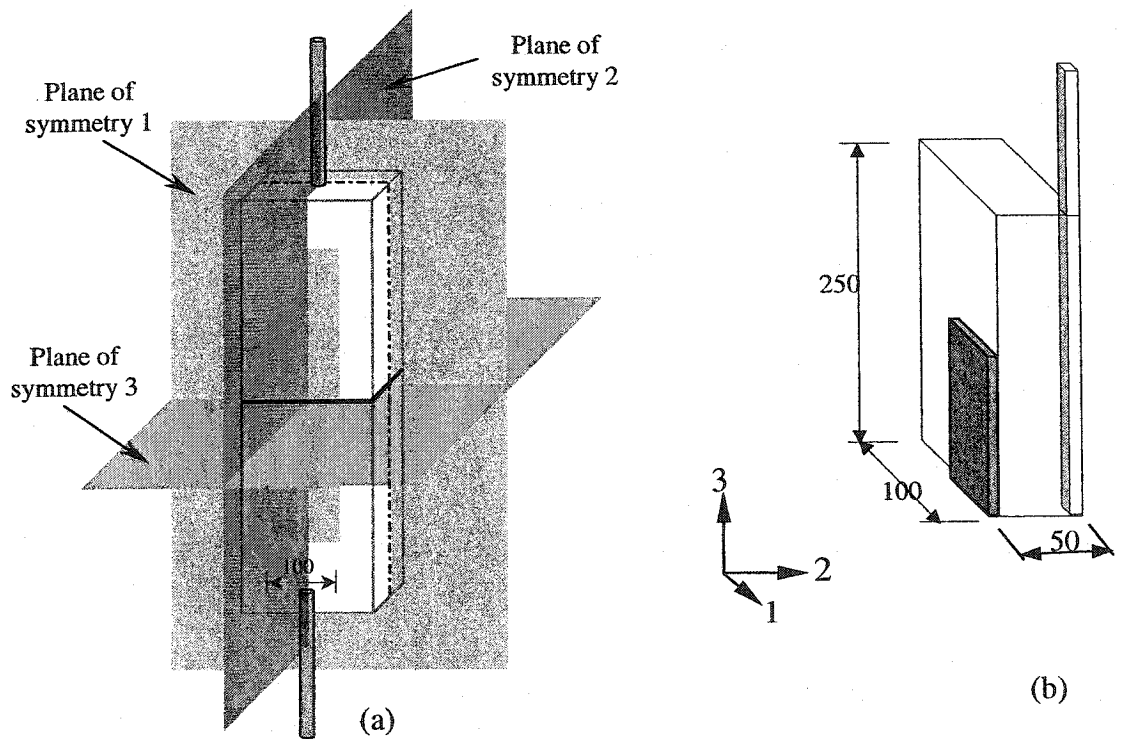 Plane of
symmetry 2
Plane of
symmetry 1
Plane of
symmetry 3
100
(a)
250
100
50
3
2
1
(b)